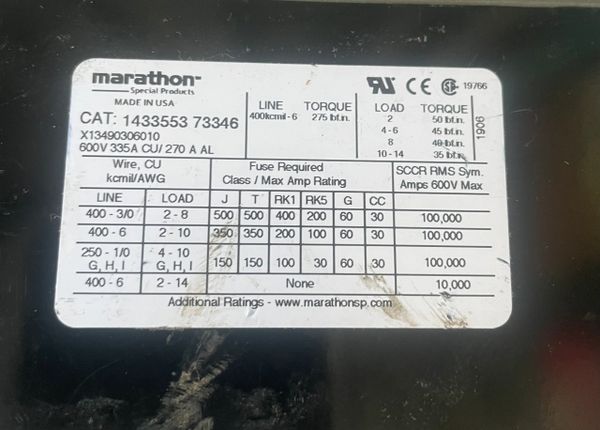 marathon™
Special Products
MADE IN USA
CAT: 1433553 73346
X13490306010
600V 335A CU/ 270 A AL
LINE TORQUE
400kcmil-6 275 lbf.in.
19766
LOAD TORQUE
2 50 lbf.in.
4-6 45 lbf.in.
8 40 lbf.in.
10-14 35 lbf.in.
1906
Wire, CU kcmil/AWG
Fuse Required
Class / Max Amp Rating
SCCR RMS Sym.
Amps 600V Max
LINE LOAD J T RK1 RK5 G CC
400-3/0 2-8 500 500 400 200 60 30 100,000
400-6 2-10 350 350 200 100 60 30 100,000
250-1/0 4-10
G, H, I G, H, I 150 150 100 30 60 30 100,000
400-6 2-14 None 10,000
Additional Ratings - www.marathonsp.com